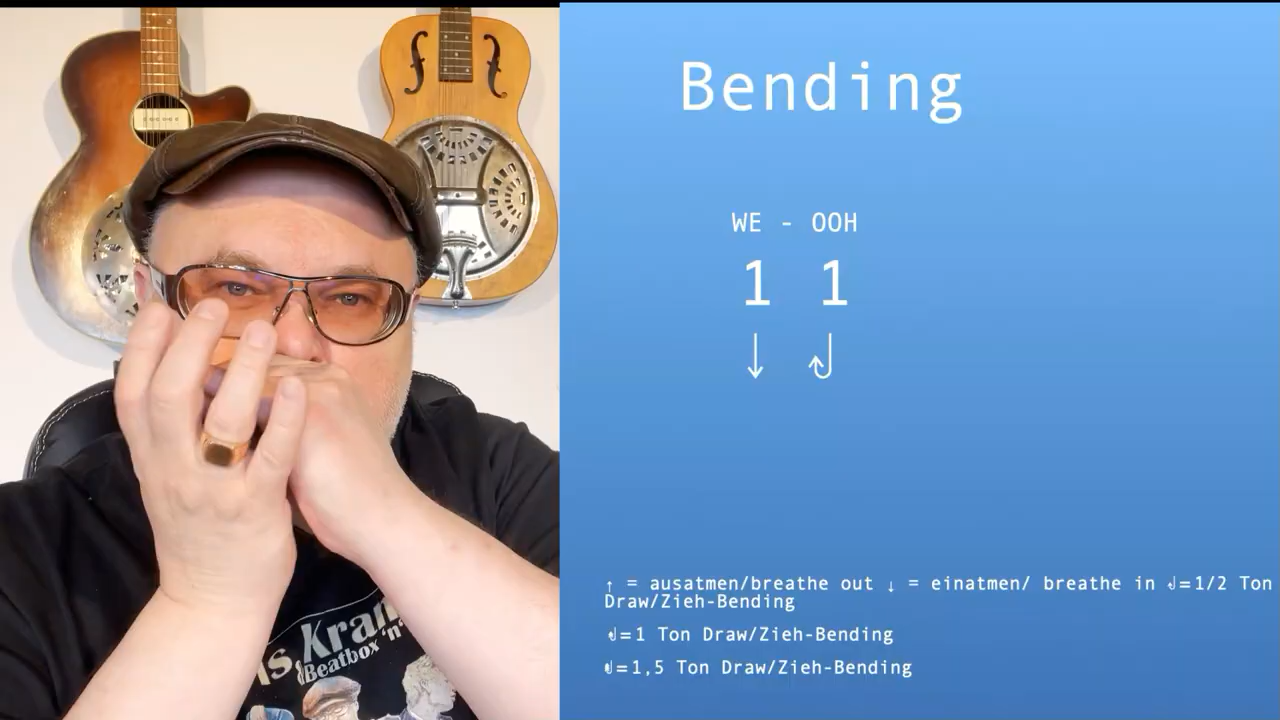 Bending
WE - OOH
1 1
↓
↑ = ausatmen/breathe out ↓ = einatmen/ breathe in =1/2 Ton
Draw/Zieh-Bending
=1 Ton Draw/Zieh-Bending
=1,5 Ton Draw/Zieh-Bending
Beatbox 'n'